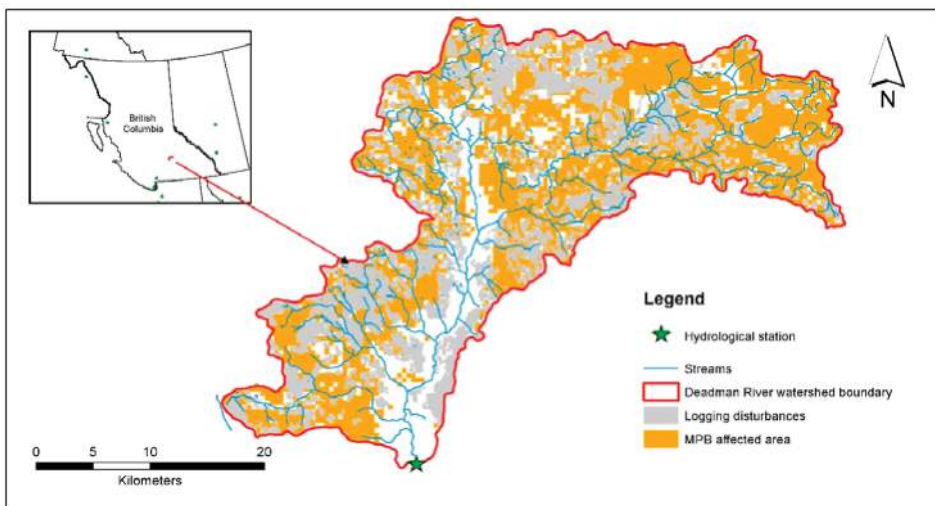 British
Columbia
N
Legend
Hydrological station
Streams
Deadman River watershed boundary
Logging disturbances
MPB affected area
0 5 10 20
Kilometers